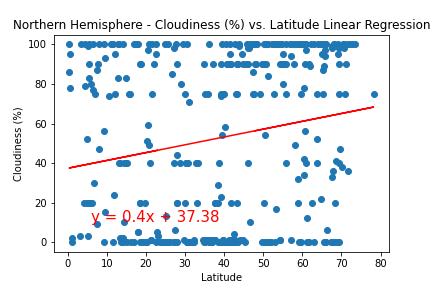 Northern Hemisphere - Cloudiness (%) vs. Latitude Linear Regression
100
80
60
40
20
0
Cloudiness (%)
y = 0.4x + 37.38
0 10 20 30 40 50 60 70 80
Latitude